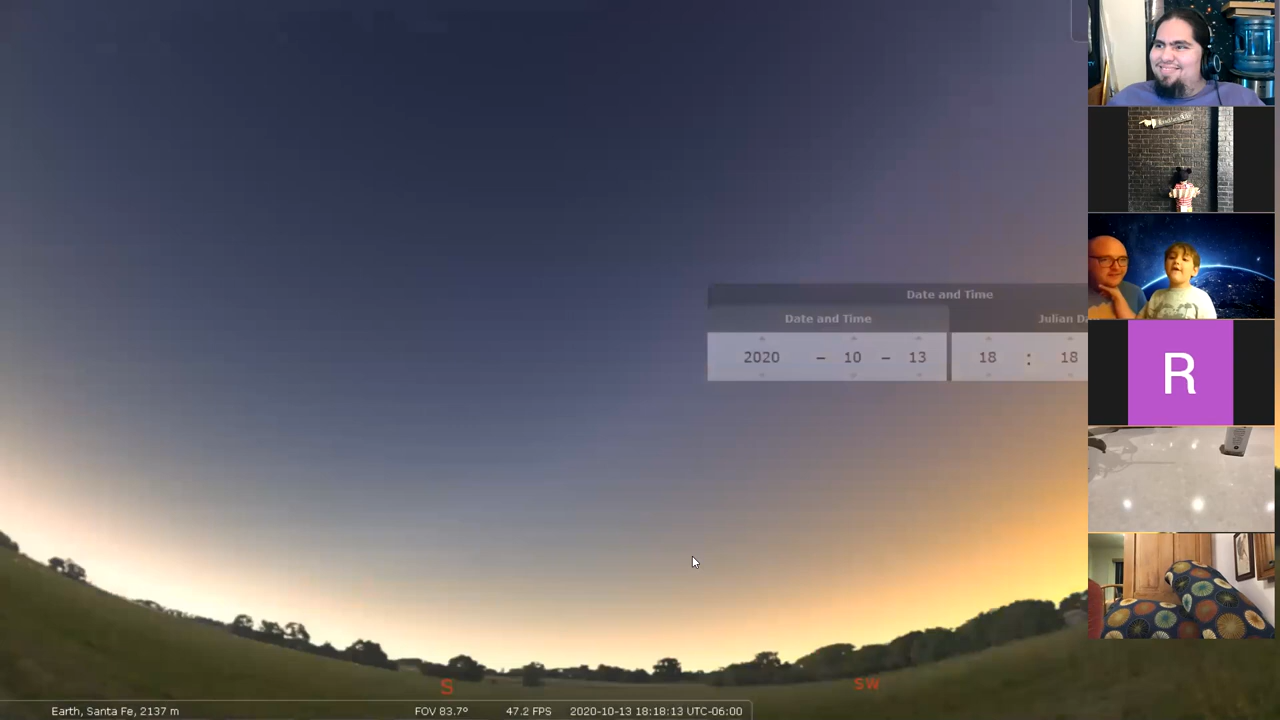 Date and Time
Date and Time
Julian Da
2020 – 10 – 13 18 : 18
R
S
SW
Earth, Santa Fe, 2137 m
FOV 83.7°
47.2 FPS
2020-10-13 18:18:13 UTC-06:00